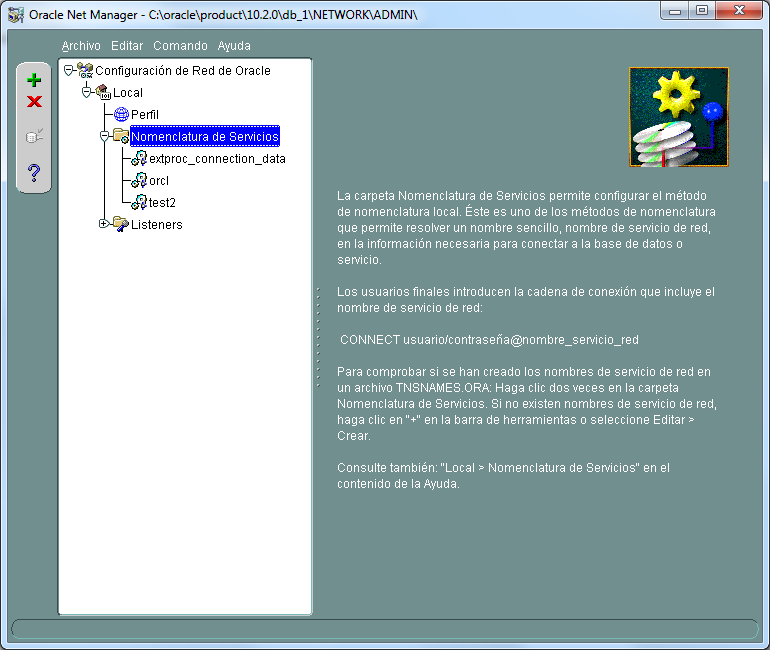 Oracle Net Manager - C:\oracle\product\10.2.0\db_1\NETWORK\ADMIN\
Archivo Editar Comando Ayuda
Configuración de Red de Oracle
Local
Perfil
Nomenclatura de Servicios
extproc_connection_data
orcl
test2
Listeners
La carpeta Nomenclatura de Servicios permite configurar el método
de nomenclatura local. Éste es uno de los métodos de nomenclatura
que permite resolver un nombre sencillo, nombre de servicio de red,
en la información necesaria para conectar a la base de datos o
servicio.
Los usuarios finales introducen la cadena de conexión que incluye el
nombre de servicio de red:
CONNECT usuario/contraseña@nombre_servicio_red
Para comprobar si se han creado los nombres de servicio de red en
un archivo TNSNAMES.ORA: Haga clic dos veces en la carpeta
Nomenclatura de Servicios. Si no existen nombres de servicio de red,
haga clic en "+" en la barra de herramientas o seleccione Editar >
Crear.
Consulte también: "Local > Nomenclatura de Servicios" en el
contenido de la Ayuda.